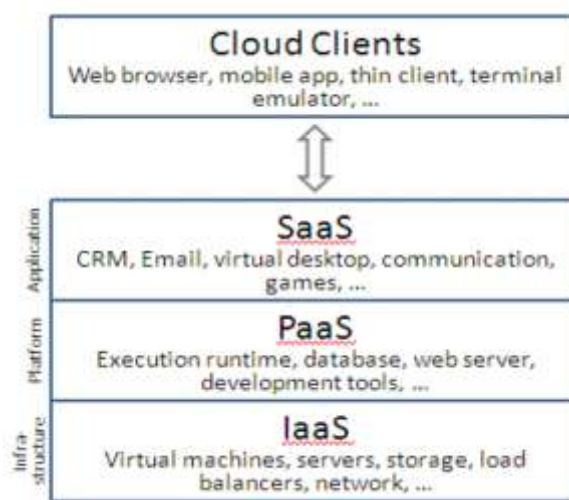 Cloud Clients
Web browser, mobile app, thin client, terminal
emulator, ...
Application
SaaS
CRM, Email, virtual desktop, communication,
games, ...
Platform
PaaS
Execution runtime, database, web server,
development tools, ...
Infra-
structure
IaaS
Virtual machines, servers, storage, load
balancers, network, ...